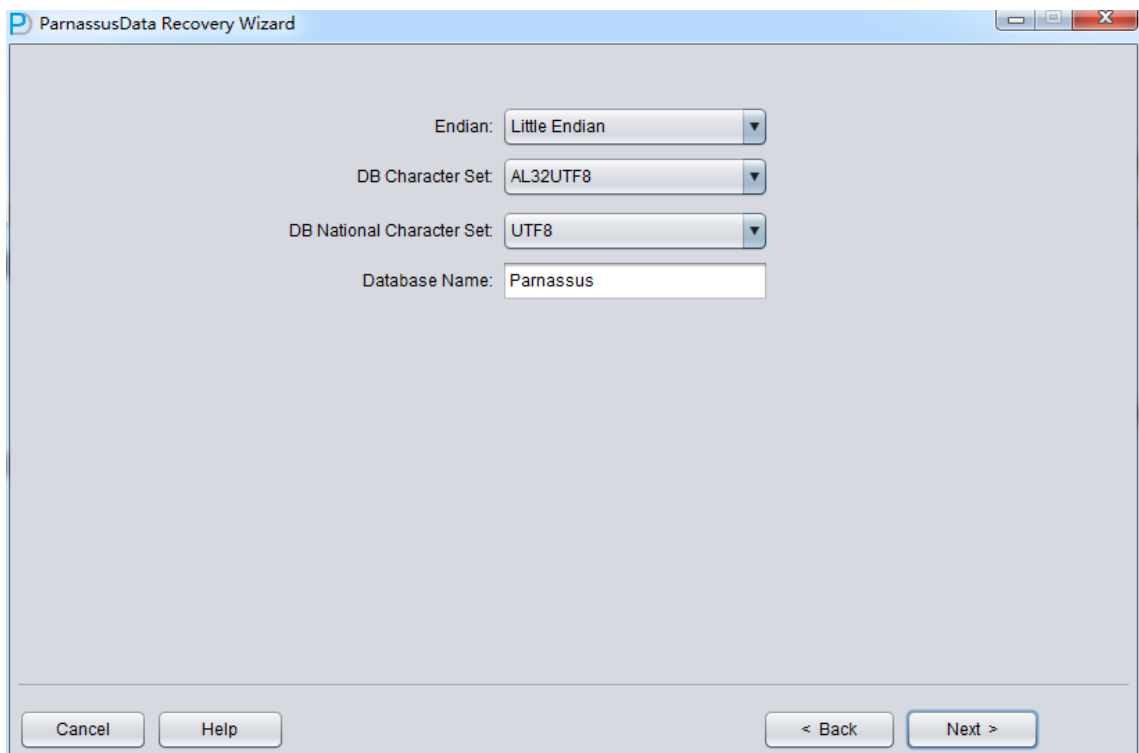 ParnassusData Recovery Wizard
Endian: Little Endian
DB Character Set: AL32UTF8
DB National Character Set: UTF8
Database Name: Parnassus
Cancel Help < Back Next >